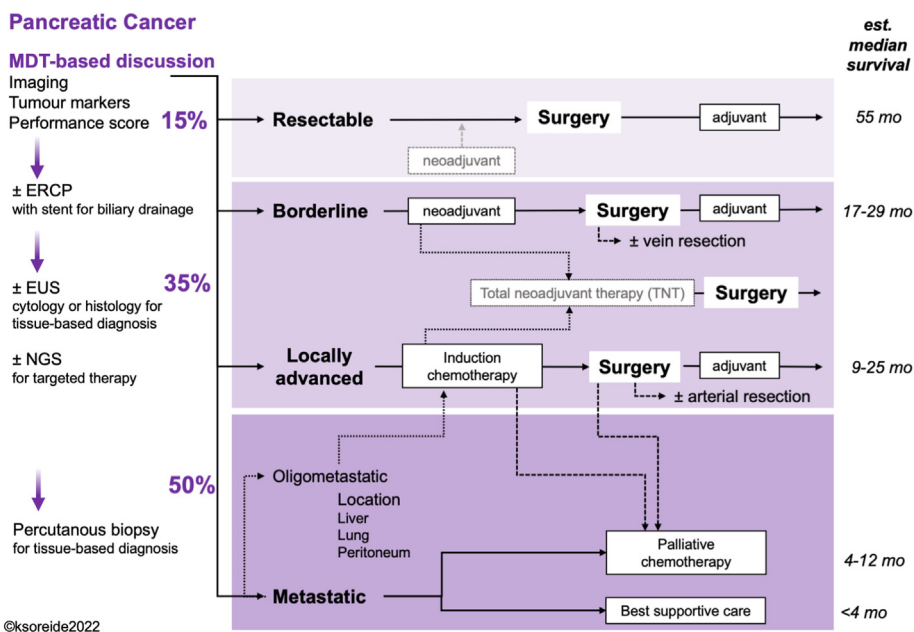 Pancreatic Cancer
est.
median
survival
MDT-based discussion
Imaging
Tumour markers
Performance score
15%
Resectable
Surgery
adjuvant
55 mo
neoadjuvant
± ERCP
with stent for biliary drainage
Borderline
neoadjuvant
Surgery
adjuvant
17-29 mo
± vein resection
35%
± EUS
cytology or histology for
tissue-based diagnosis
Total neoadjuvant therapy (TNT)
Surgery
± NGS
for targeted therapy
Locally
advanced
Induction
chemotherapy
Surgery
adjuvant
9-25 mo
± arterial resection
50%
Oligometastatic
Location
Liver
Lung
Peritoneum
Percutanous biopsy
for tissue-based diagnosis
Palliative
chemotherapy
4-12 mo
Metastatic
Best supportive care
<4 mo
©ksoreide2022